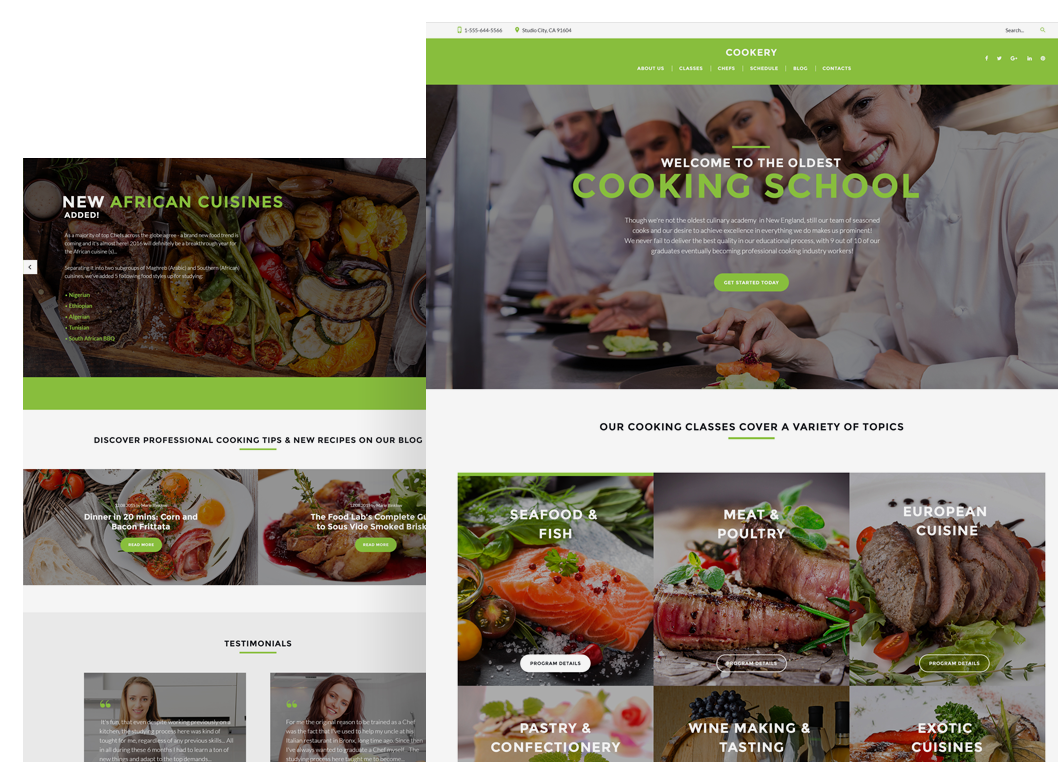 1-555-644-5566 Studio City, CA 91604 Search...
COOKERY
ABOUT US | CLASSES | CHEFS | SCHEDULE | BLOG | CONTACTS
WELCOME TO THE OLDEST
COOKING SCHOOL
Though we're not the oldest culinary academy in New England, still our team of seasoned
cooks and our desire to achieve excellence in everything we do makes us prominent!
We never fail to deliver the best quality in our educational process, with 9 out of 10 of our
graduates eventually becoming professional cooking industry workers!
GET STARTED TODAY
OUR COOKING CLASSES COVER A VARIETY OF TOPICS
SEAFOOD &
FISH
PROGRAM DETAILS
MEAT &
POULTRY
PROGRAM DETAILS
EUROPEAN
CUISINE
PROGRAM DETAILS
PASTRY &
CONFECTIONERY
WINE MAKING &
TASTING
EXOTIC
CUISINES
NEW AFRICAN CUISINES
ADDED!
As a majority of top Chefs across the globe agree - a brand new food trend is
coming and it's almost here! 2016 will definitely be a breakthrough year for
the African cuisine (s)...
Separating it into two subgroups of Maghreb (Arabic) and Southern (African)
cuisines, we've added 5 following food styles up for studying:
• Nigerian
• Ethiopian
• Algerian
• Tunisian
• South African BBQ
DISCOVER PROFESSIONAL COOKING TIPS & NEW RECIPES ON OUR BLOG
Dinner in 20 mins: Corn and
Bacon Frittata
READ MORE
The Food Lab's Complete Gu
to Sous Vide Smoked Brisk
READ MORE
TESTIMONIALS
It's fun, that even despite working previously on a
kitchen, the studying process here was kind of
tought for me, regardless of any previous skills... All
in all during these 6 months I had to learn a ton of
new things and adapt to the top demands...
For me the original reason to be trained as a Chef
was the fact that I've used to help my uncle at his
Italian restaurant in Bronx, long time ago. Since then
I've always wanted to graduate a Chef myself... The
studying process here taught me to become...